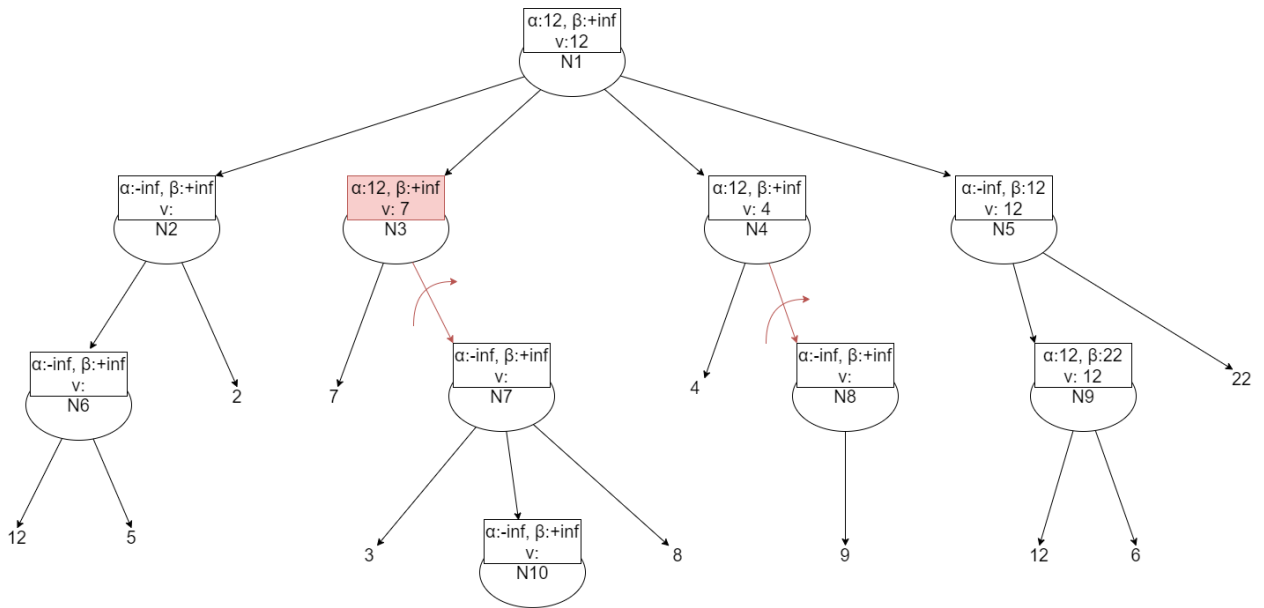 α:12, β:+inf
v:12
N1
α:-inf, β:+inf
v:
N2
α:12, β:+inf
v: 7
N3
α:12, β:+inf
v: 4
N4
α:-inf, β:12
v: 12
N5
α:-inf, β:+inf
v:
N6
2
7
α:-inf, β:+inf
v:
N7
4
α:-inf, β:+inf
v:
N8
α:12, β:22
v: 12
N9
22
12
5
3
α:-inf, β:+inf
v:
N10
8
9
12
6